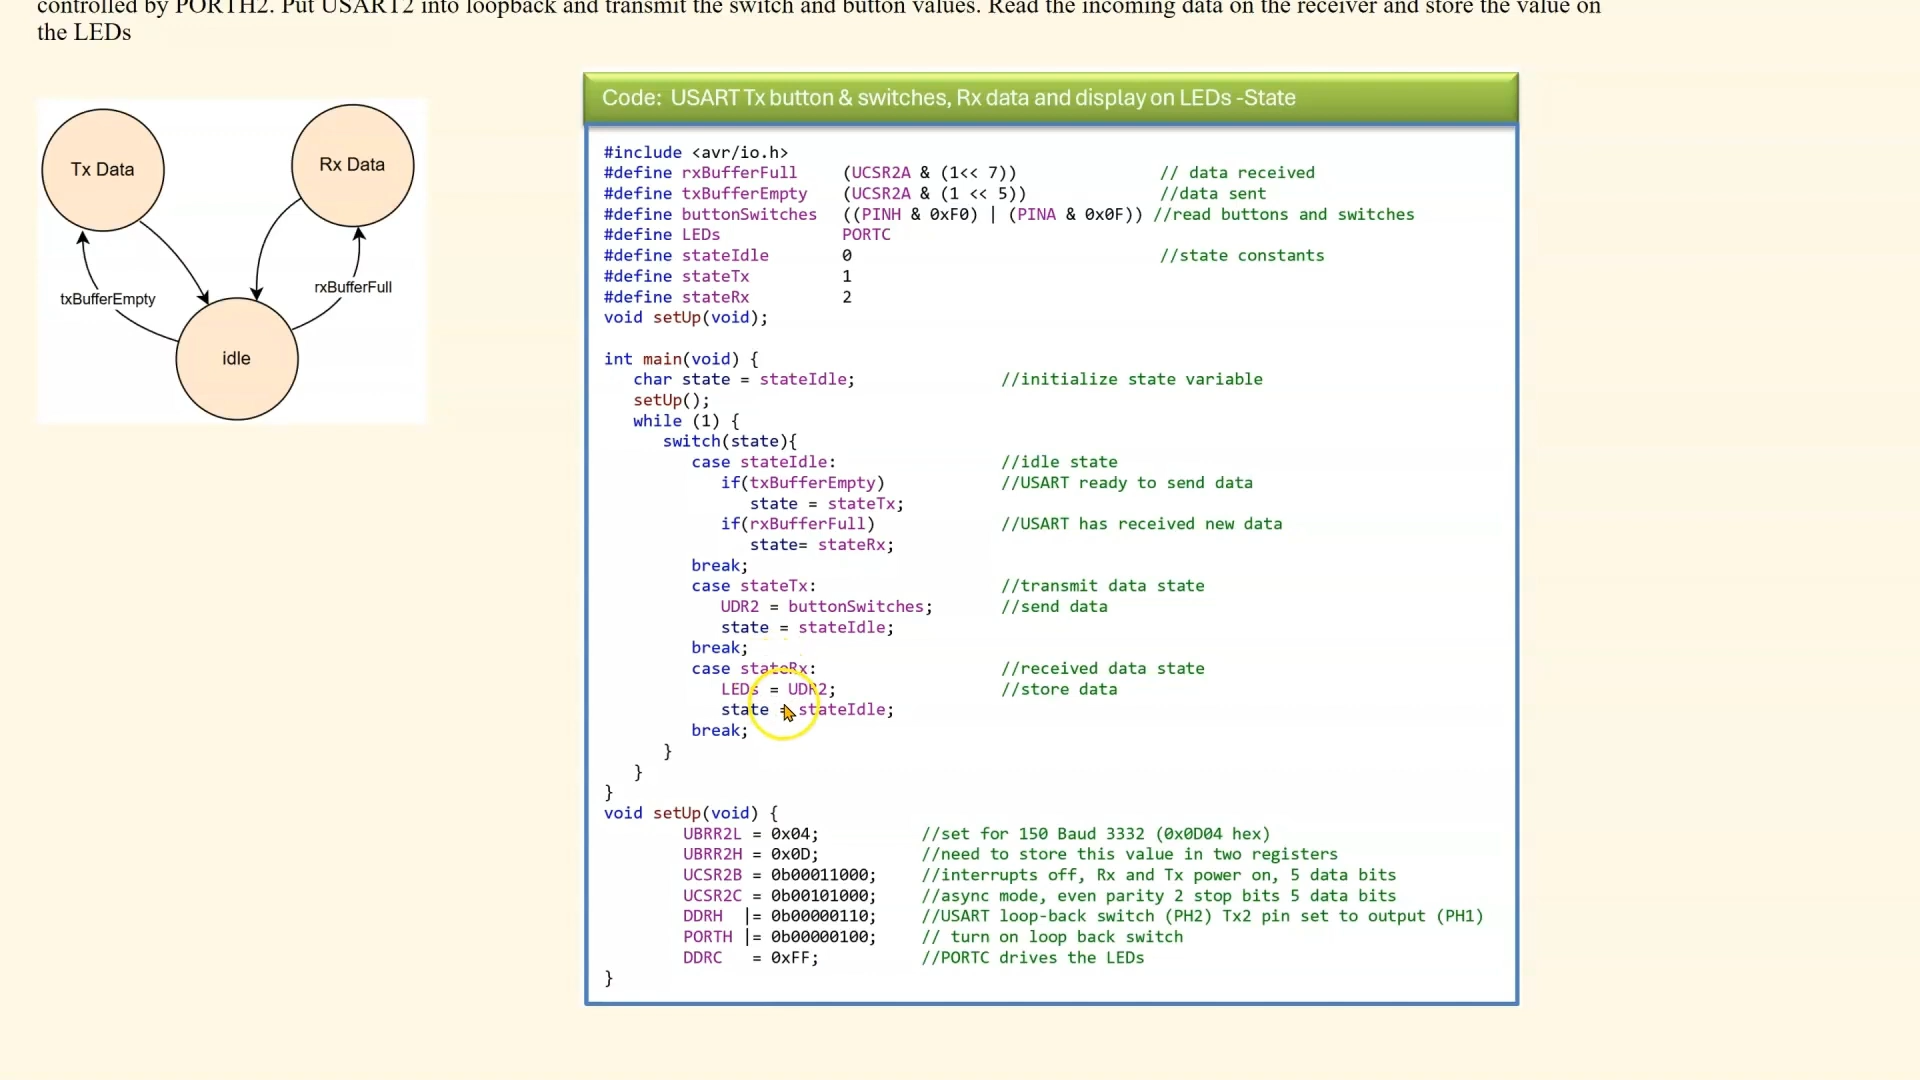 controlled by PORTH2. Put USART2 into loopback and transmit the switch and button values. Read the incoming data on the receiver and store the value on
the LEDs
Tx Data
Rx Data
txBufferEmpty
rxBufferFull
idle
Code:  USART Tx button & switches, Rx data and display on LEDs -State
#include <avr/io.h>
#define rxBufferFull    (UCSR2A & (1<< 7))    // data received
#define txBufferEmpty   (UCSR2A & (1 << 5))    //data sent
#define buttonSwitches  ((PINH & 0xF0) | (PINA & 0x0F)) //read buttons and switches
#define LEDs            PORTC
#define stateIdle       0    //state constants
#define stateTx         1
#define stateRx         2
void setUp(void);
int main(void) {
   char state = stateIdle;    //initialize state variable
   setUp();
   while (1) {
      switch(state){
         case stateIdle:    //idle state
            if(txBufferEmpty)    //USART ready to send data
               state = stateTx;
            if(rxBufferFull)    //USART has received new data
               state= stateRx;
         break;
         case stateTx:    //transmit data state
            UDR2 = buttonSwitches;    //send data
            state = stateIdle;
         break;
         case stateRx:    //received data state
            LEDs = UDR2;    //store data
            state = stateIdle;
         break;
      }
   }
}
void setUp(void) {
        UBRR2L = 0x04;    //set for 150 Baud 3332 (0x0D04 hex)
        UBRR2H = 0x0D;    //need to store this value in two registers
        UCSR2B = 0b00011000;    //interrupts off, Rx and Tx power on, 5 data bits
        UCSR2C = 0b00101000;    //async mode, even parity 2 stop bits 5 data bits
        DDRH  |= 0b00000110;    //USART loop-back switch (PH2) Tx2 pin set to output (PH1)
        PORTH |= 0b00000100;    // turn on loop back switch
        DDRC   = 0xFF;    //PORTC drives the LEDs
}